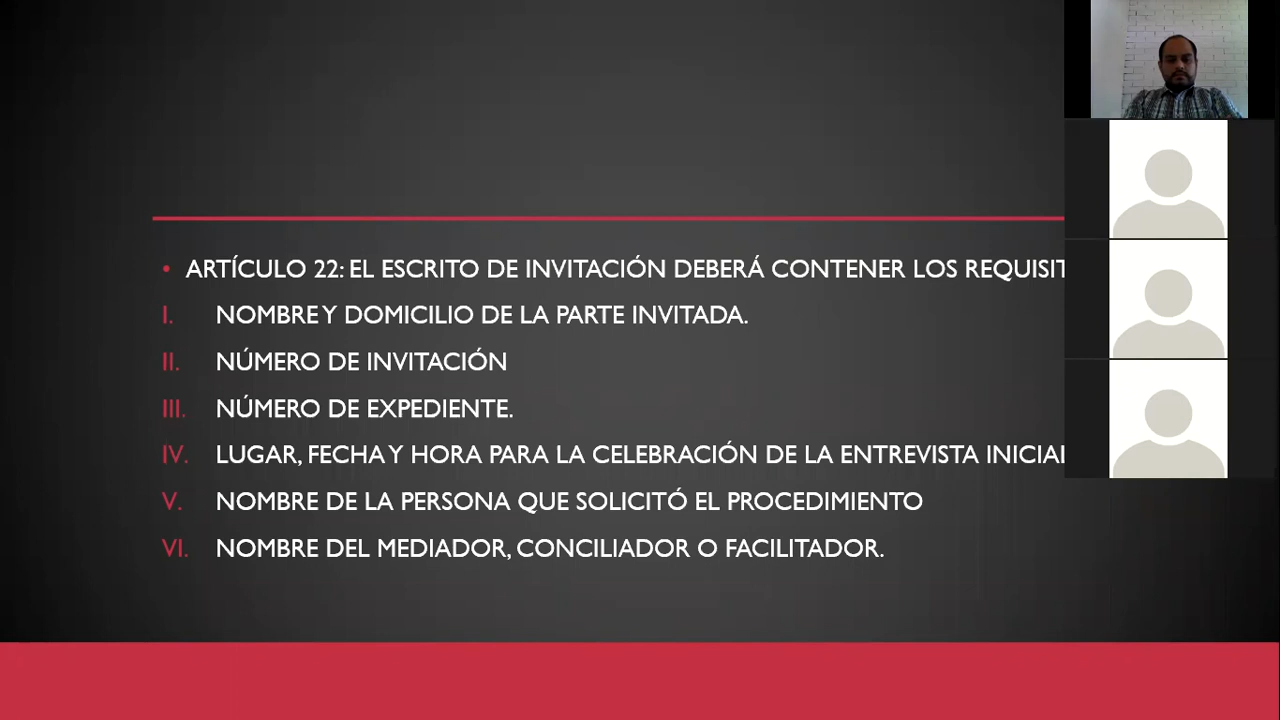 • ARTÍCULO 22: EL ESCRITO DE INVITACIÓN DEBERÁ CONTENER LOS
I. NOMBRE Y DOMICILIO DE LA PARTE INVITADA.
II. NÚMERO DE INVITACIÓN
III. NÚMERO DE EXPEDIENTE.
IV. LUGAR, FECHA Y HORA PARA LA CELEBRACIÓN DE LA ENTREVISTA INICIAL
V. NOMBRE DE LA PERSONA QUE SOLICITÓ EL PROCEDIMIENTO
VI. NOMBRE DEL MEDIADOR, CONCILIADOR O FACILITADOR.